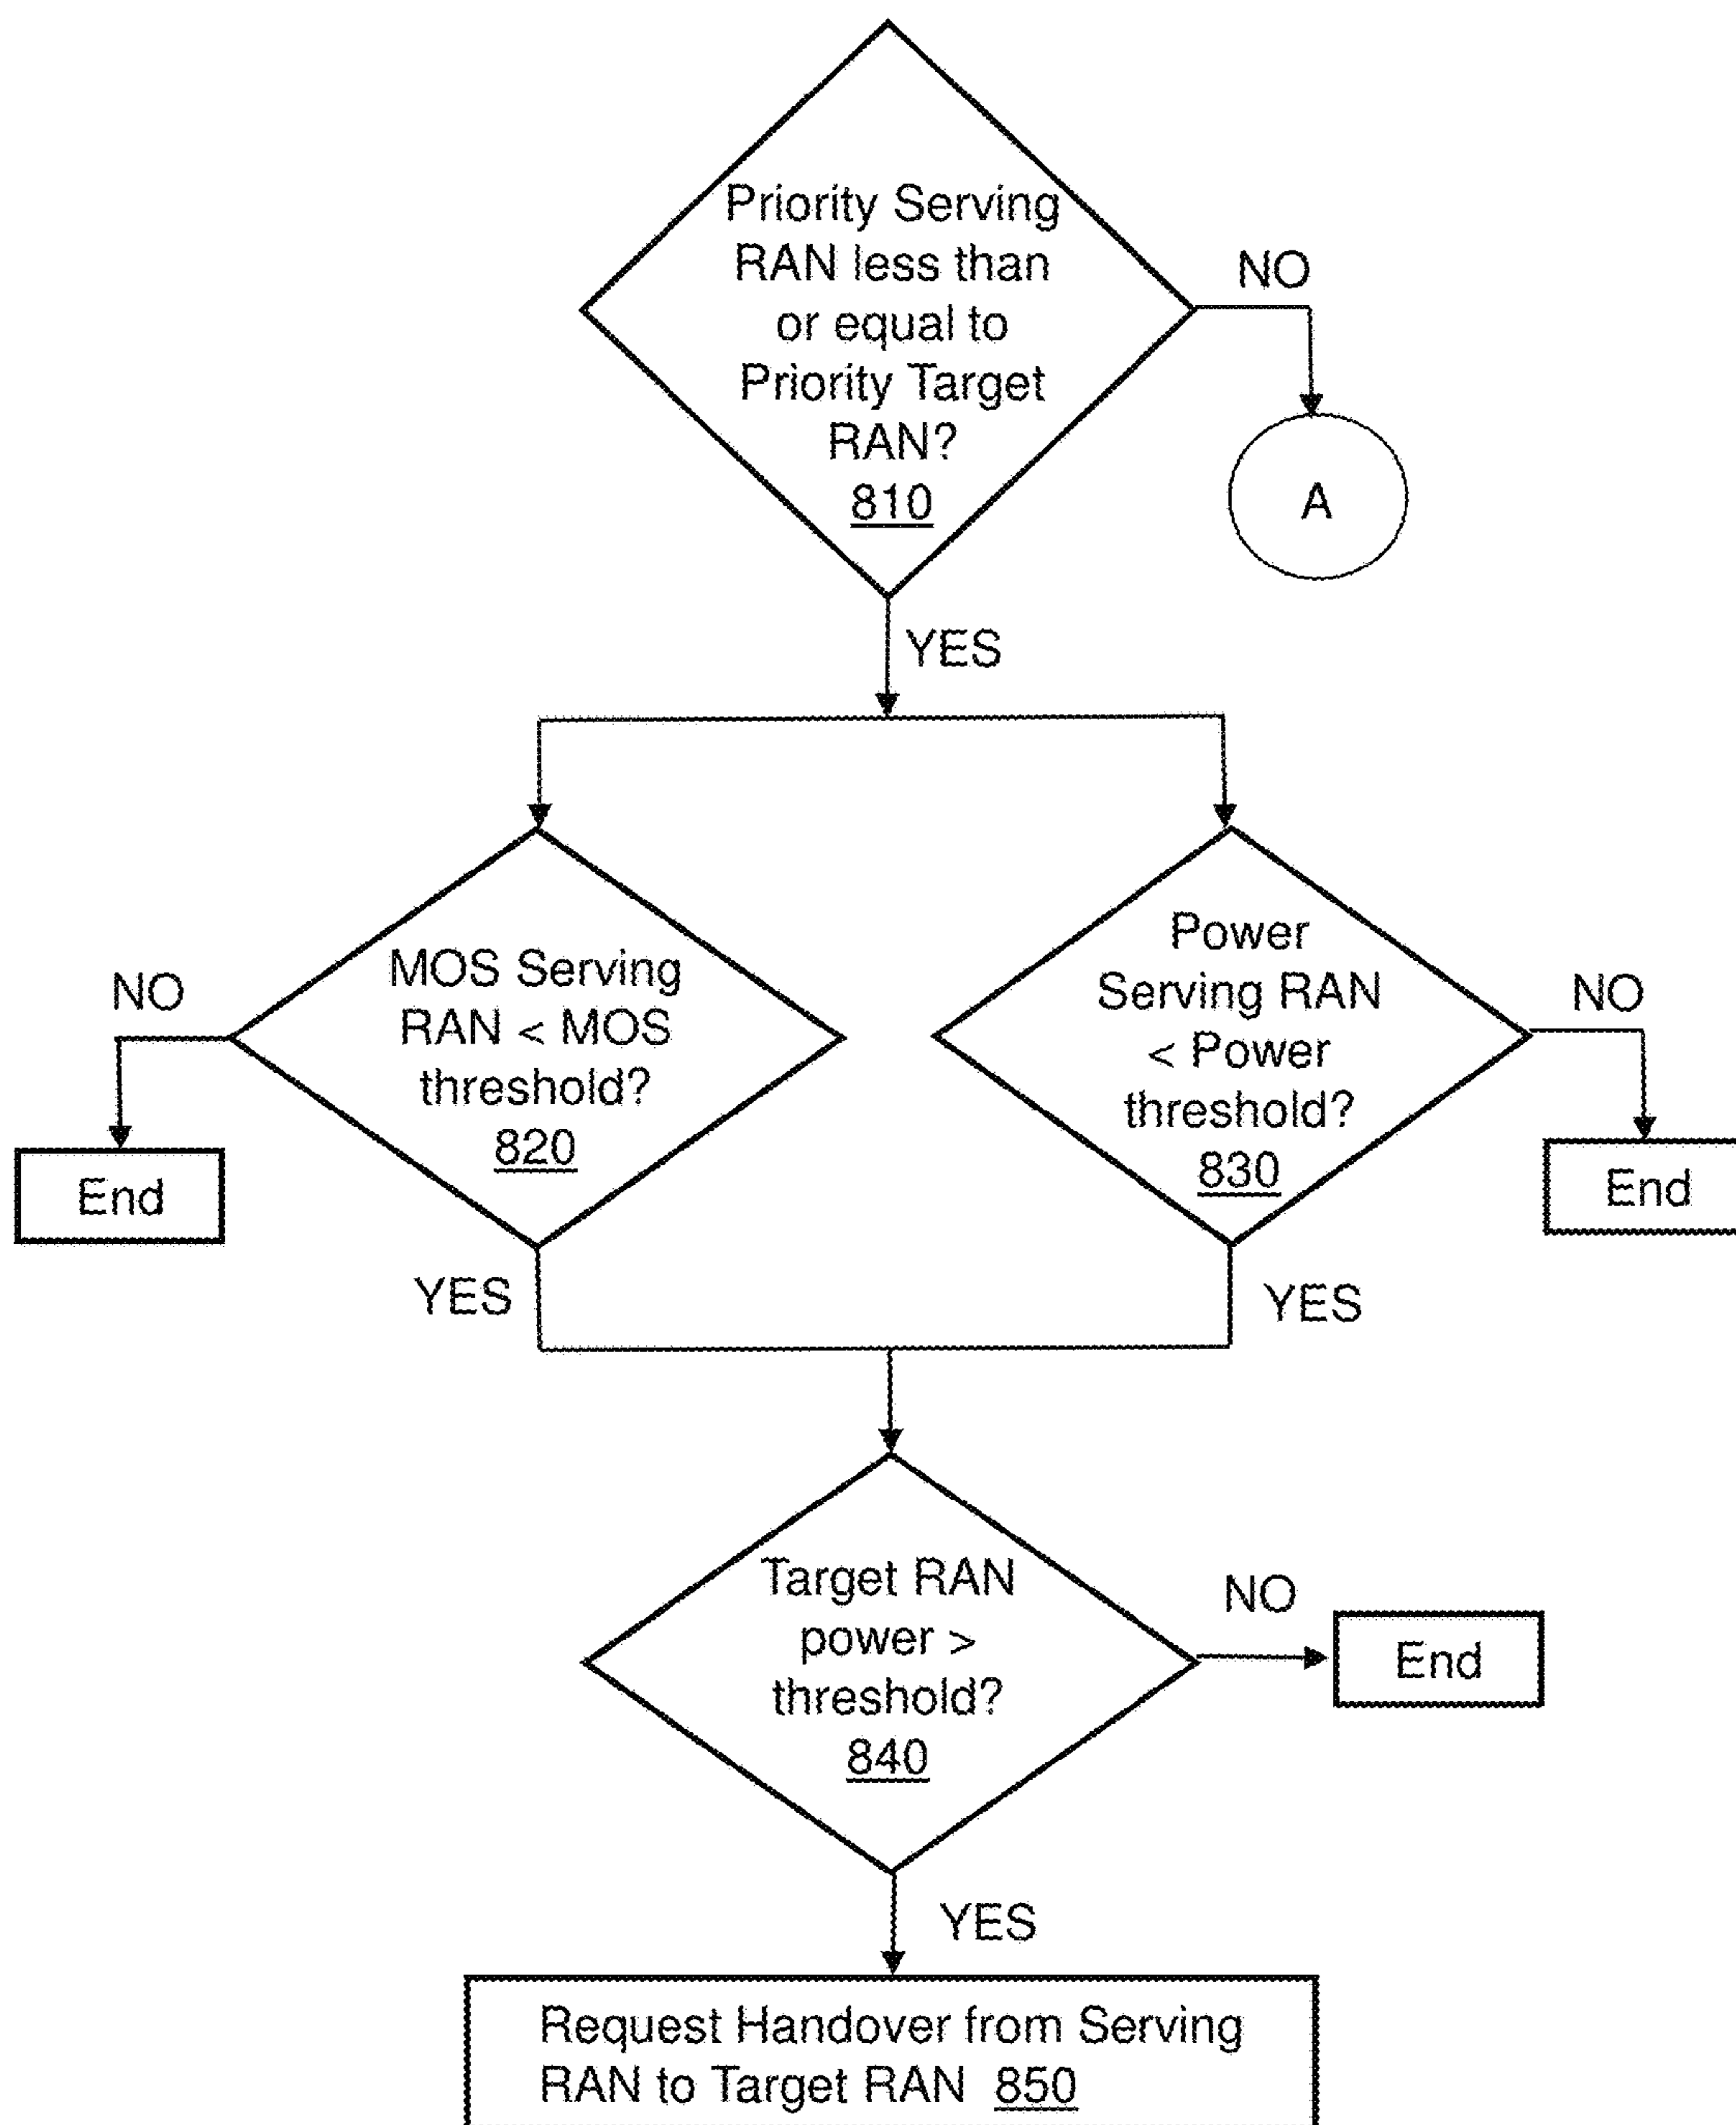 Priority Serving
RAN less than
or equal to
Priority Target
RAN?
810
NO
A
YES
MOS Serving
RAN < MOS
threshold?
820
NO
End
YES
Power
Serving RAN
< Power
threshold?
830
NO
End
YES
Target RAN
power >
threshold?
840
NO
End
YES
Request Handover from Serving
RAN to Target RAN 850